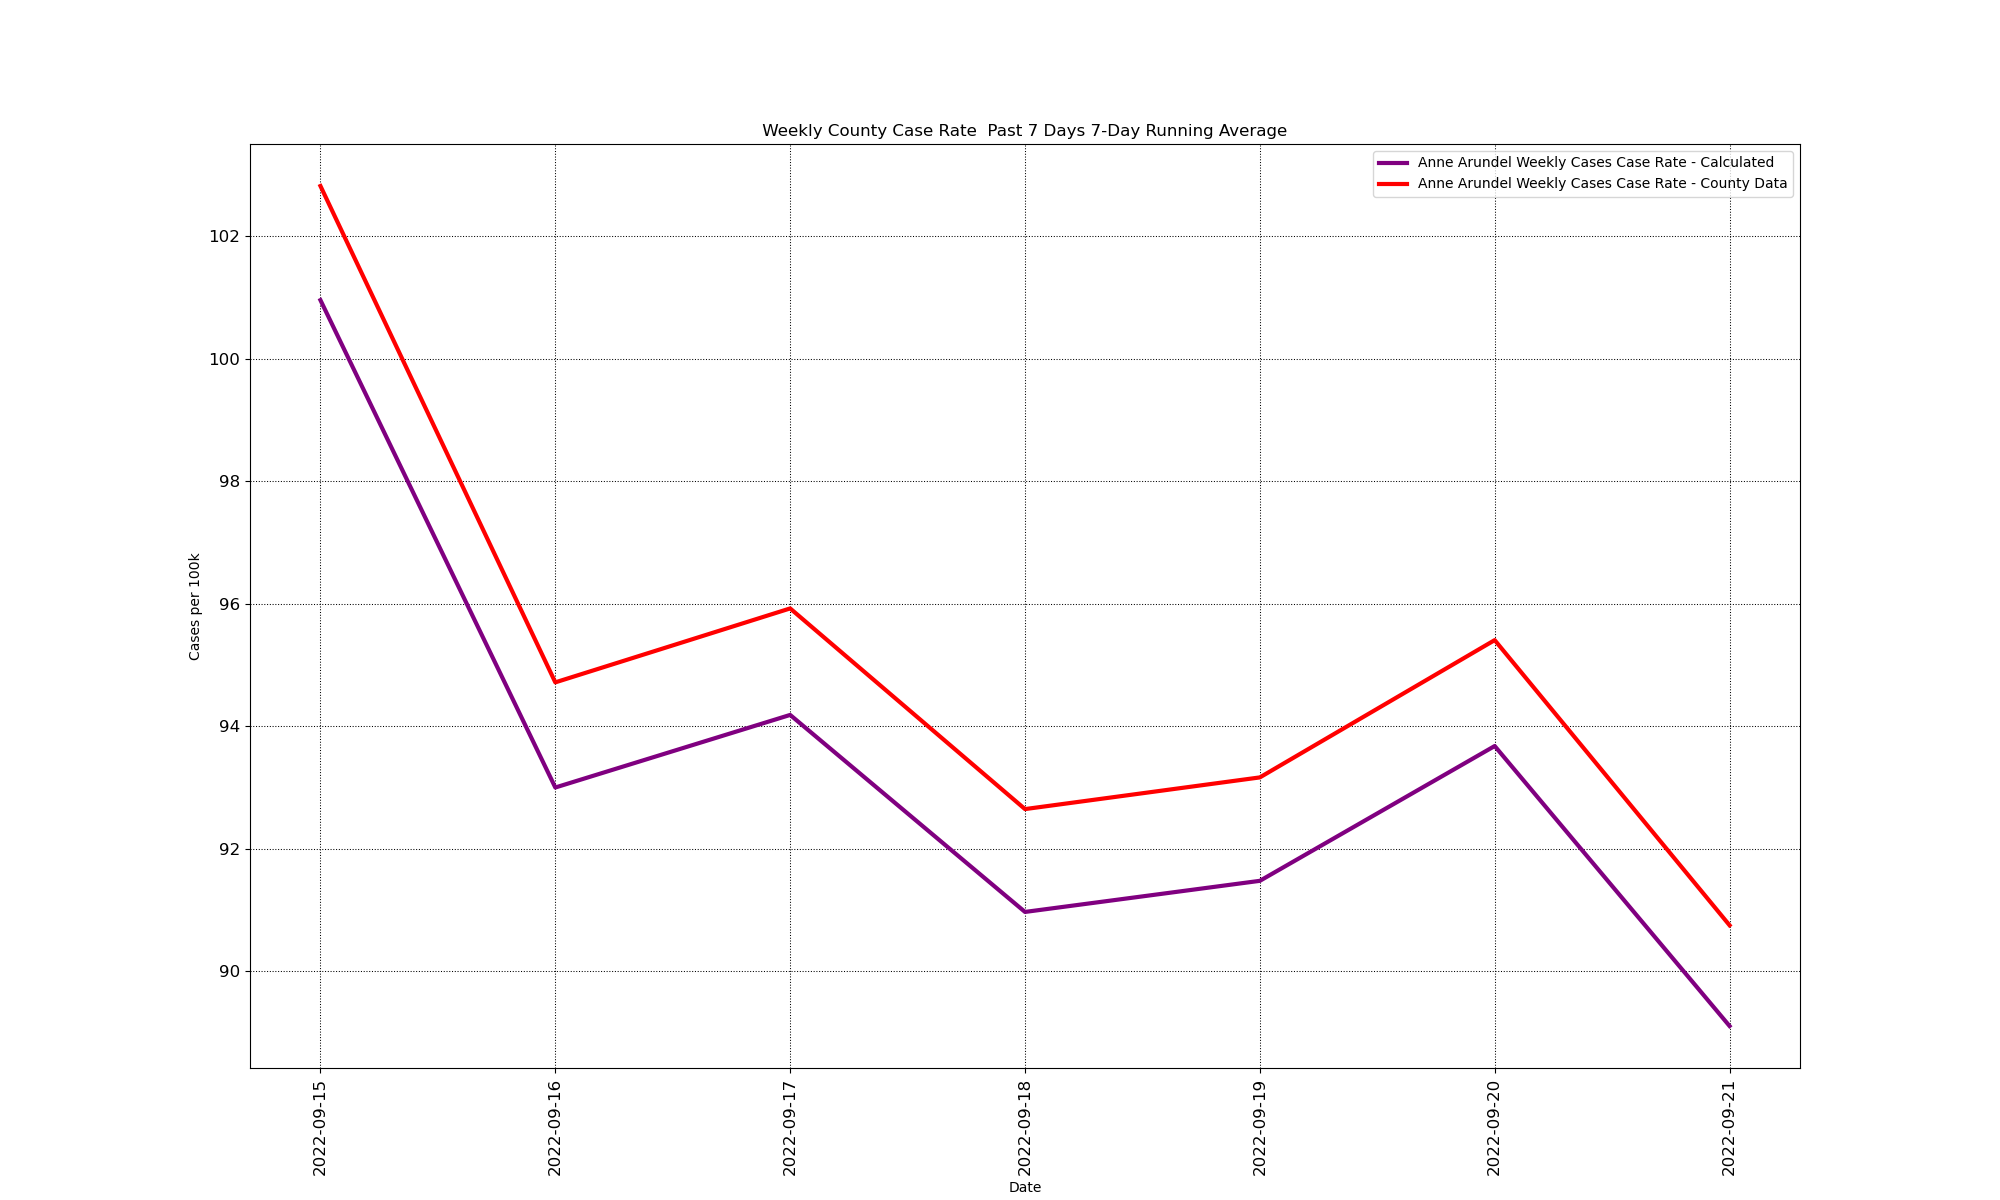 Weekly County Case Rate  Past 7 Days 7-Day Running Average
Anne Arundel Weekly Cases Case Rate - Calculated
Anne Arundel Weekly Cases Case Rate - County Data
102
100
98
96
94
92
90
Cases per 100k
2022-09-15
2022-09-16
2022-09-17
2022-09-18
2022-09-19
2022-09-20
2022-09-21
Date